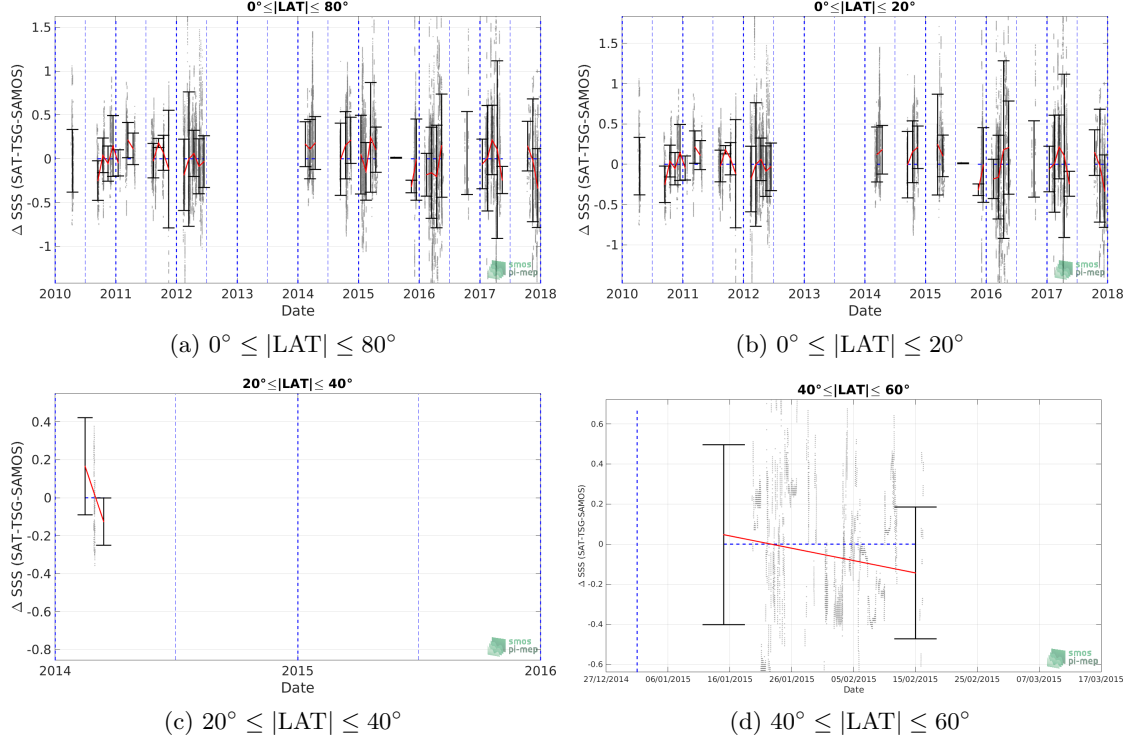 0°≤|LAT|≤ 80°
1.5
1
0.5
0
-0.5
-1
Δ SSS (SAT-TSG-SAMOS)
2010 2011 2012 2013 2014 2015 2016 2017 2018
Date
smos
pi-mep
(a) 0° ≤ |LAT| ≤ 80°
0°≤|LAT|≤ 20°
1.5
1
0.5
0
-0.5
-1
Δ SSS (SAT-TSG-SAMOS)
2010 2011 2012 2013 2014 2015 2016 2017 2018
Date
smos
pi-mep
(b) 0° ≤ |LAT| ≤ 20°
20°≤|LAT|≤ 40°
0.4
0.2
0
-0.2
-0.4
-0.6
-0.8
Δ SSS (SAT-TSG-SAMOS)
2014 2015 2016
Date
smos
pi-mep
(c) 20° ≤ |LAT| ≤ 40°
40°≤|LAT|≤ 60°
0.6
0.4
0.2
0
-0.2
-0.4
-0.6
Δ SSS (SAT-TSG-SAMOS)
27/12/2014 06/01/2015 16/01/2015 26/01/2015 05/02/2015 15/02/2015 25/02/2015 07/03/2015 17/03/2015
Date
smos
pi-mep
(d) 40° ≤ |LAT| ≤ 60°